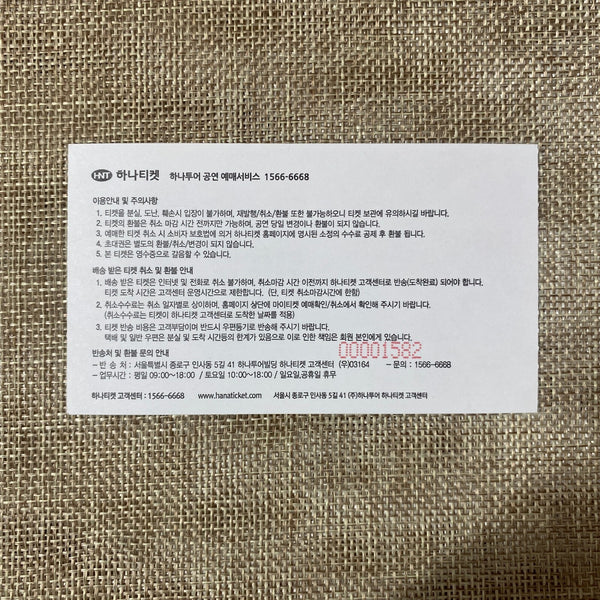 HNT 하나티켓 하나투어 공연 예매서비스 1566-6668
이용안내 및 주의사항
1. 티켓을 분실, 도난, 훼손시 입장이 불가하며, 재발행/취소/환불 또한 불가능하오니 티켓 보관에 유의하시길 바랍니다.
2. 티켓의 환불은 취소 마감 시간 전까지만 가능하며, 공연 당일 변경이나 환불이 되지 않습니다.
3. 예매한 티켓 취소 시 소비자 보호법에 의거 하나티켓 홈페이지에 명시된 소정의 수수료 공제 후 환불 됩니다.
4. 초대권은 별도의 환불/취소/변경이 되지 않습니다.
5. 본 티켓은 영수증으로 갈음할 수 있습니다.
배송 받은 티켓 취소 및 환불 안내
1. 배송 받은 티켓은 인터넷 및 전화로 취소 불가하며, 취소마감 시간 이전까지 하나티켓 고객센터로 반송(도착완료) 되어야 합니다.
티켓 도착 시간은 고객센터 운영시간으로 제한합니다. (단, 티켓 취소마감시간에 한함)
2. 취소수수료는 취소 일자별로 상이하며, 홈페이지 상단에 마이티켓 예매확인/취소에서 확인해 주시기 바랍니다.
(취소수수료는 티켓이 하나티켓 고객센터로 도착한 날짜를 적용)
3. 티켓 반송 비용은 고객부담이며 반드시 우편등기로 반송해 주시기 바랍니다.
택배 및 일반 우편은 분실 및 도착 시간등의 한계가 있음으로 이로 인한 책임은 회원 본인에게 있습니다.
00001582
반송처 및 환불 문의 안내
- 반 송 처 : 서울특별시 종로구 인사동 5길 41 하나투어빌딩 하나티켓 고객센터 (우)03164 - 문의 : 1566-6668
- 업무시간 : 평일 09:00~18:00 / 토요일 10:00~18:00 / 일요일,공휴일 휴무
하나티켓 고객센터 : 1566-6668 www.hanaticket.com 서울시 종로구 인사동 5길 41 (주)하나투어 하나티켓 고객센터